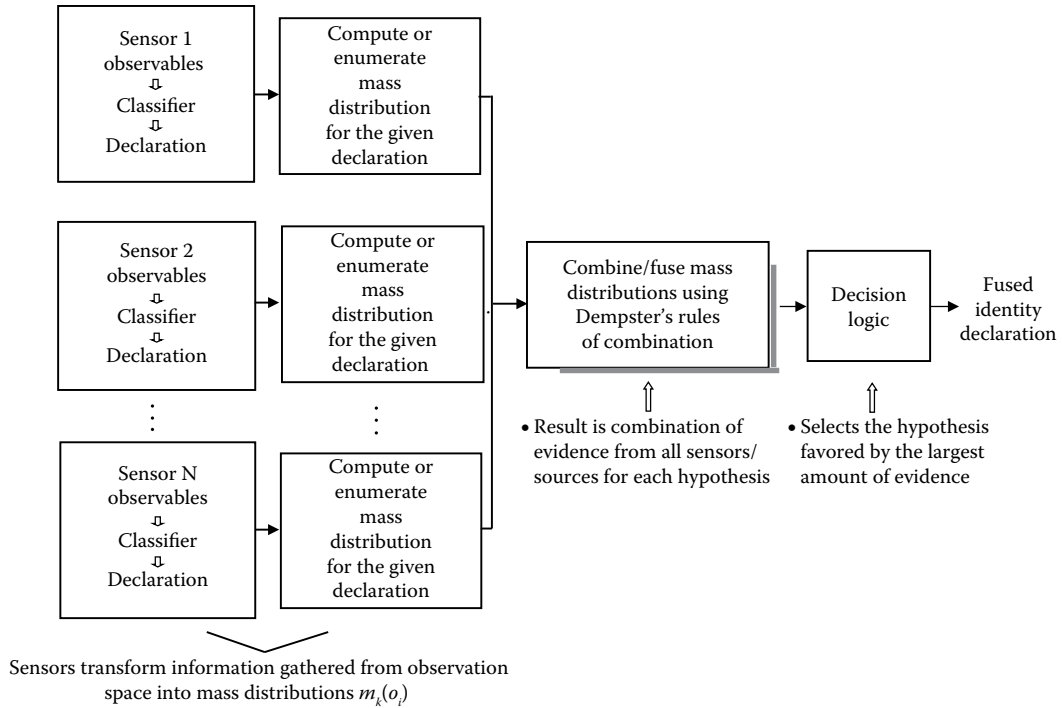 Sensor 1
observables
Classifier
Declaration
Compute or
enumerate
mass
distribution
for the given
declaration
Sensor 2
observables
Classifier
Declaration
Compute or
enumerate
mass
distribution
for the given
declaration
Sensor N
observables
Classifier
Declaration
Compute or
enumerate
mass
distribution
for the given
declaration
Combine/fuse mass
distributions using
Dempster's rules
of combination
Decision
logic
Fused
identity
declaration
• Result is combination of
evidence from all sensors/
sources for each hypothesis
• Selects the hypothesis
favored by the largest
amount of evidence
Sensors transform information gathered from observation
space into mass distributions m_k(o_i)